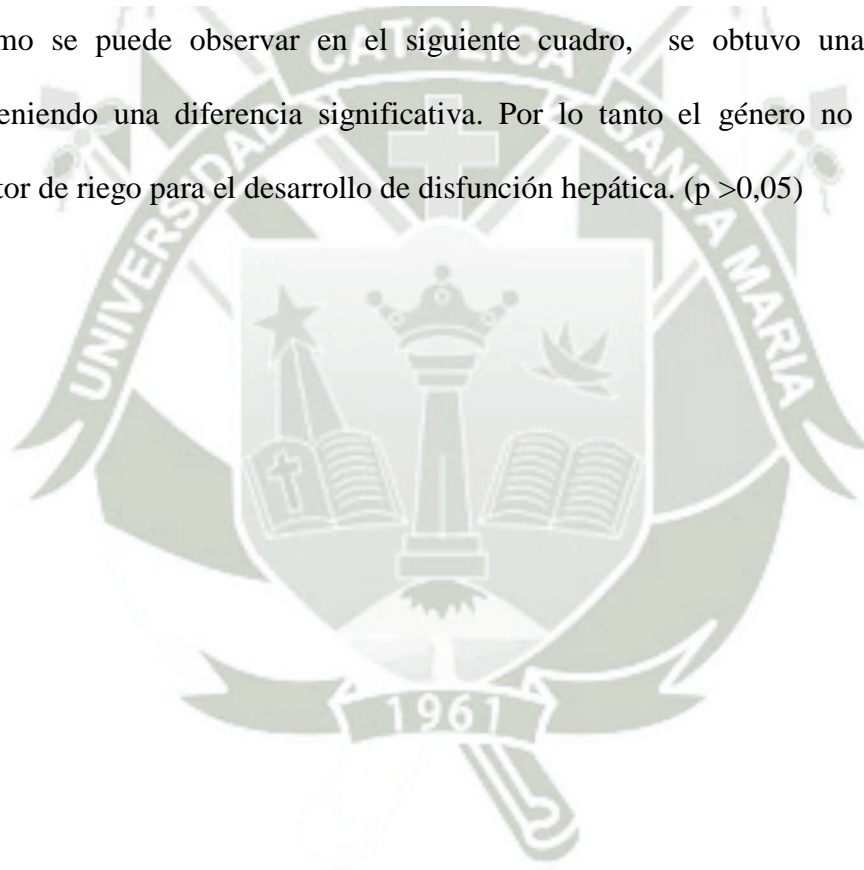 mo se puede observar en el siguiente cuadro, se obtuvo una
eniendo una diferencia significativa. Por lo tanto el género no
tor de riego para el desarrollo de disfunción hepática. (p >0,05)
UNIVERSIDAD CATOLICA SANTA MARIA
1961